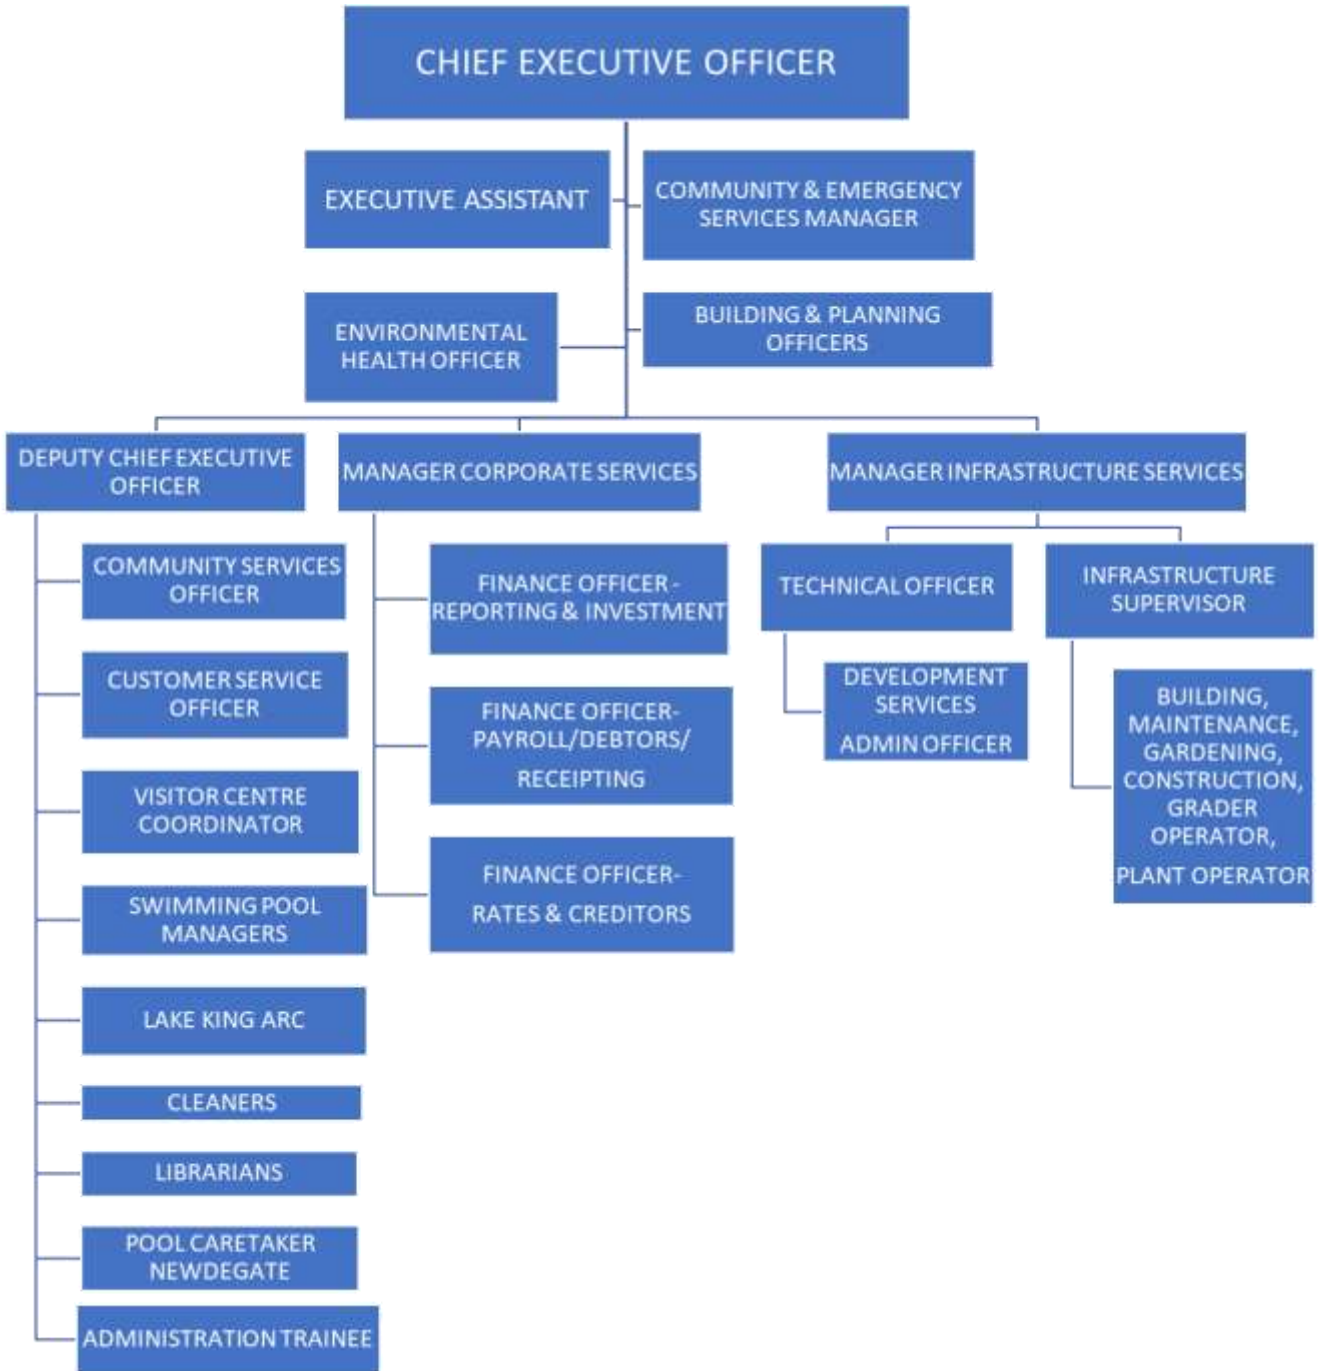 CHIEF EXECUTIVE OFFICER
EXECUTIVE ASSISTANT
COMMUNITY & EMERGENCY
SERVICES MANAGER
ENVIRONMENTAL
HEALTH OFFICER
BUILDING & PLANNING
OFFICERS
DEPUTY CHIEF EXECUTIVE
OFFICER
COMMUNITY SERVICES
OFFICER
CUSTOMER SERVICE
OFFICER
VISITOR CENTRE
COORDINATOR
SWIMMING POOL
MANAGERS
LAKE KING ARC
CLEANERS
LIBRARIANS
POOL CARETAKER
NEWDEGATE
ADMINISTRATION TRAINEE
MANAGER CORPORATE SERVICES
FINANCE OFFICER -
REPORTING & INVESTMENT
FINANCE OFFICER-
PAYROLL/DEBTORS/
RECEIPTING
FINANCE OFFICER-
RATES & CREDITORS
MANAGER INFRASTRUCTURE SERVICES
TECHNICAL OFFICER
DEVELOPMENT
SERVICES
ADMIN OFFICER
INFRASTRUCTURE
SUPERVISOR
BUILDING,
MAINTENANCE,
GARDENING,
CONSTRUCTION,
GRADER
OPERATOR,
PLANT OPERATOR